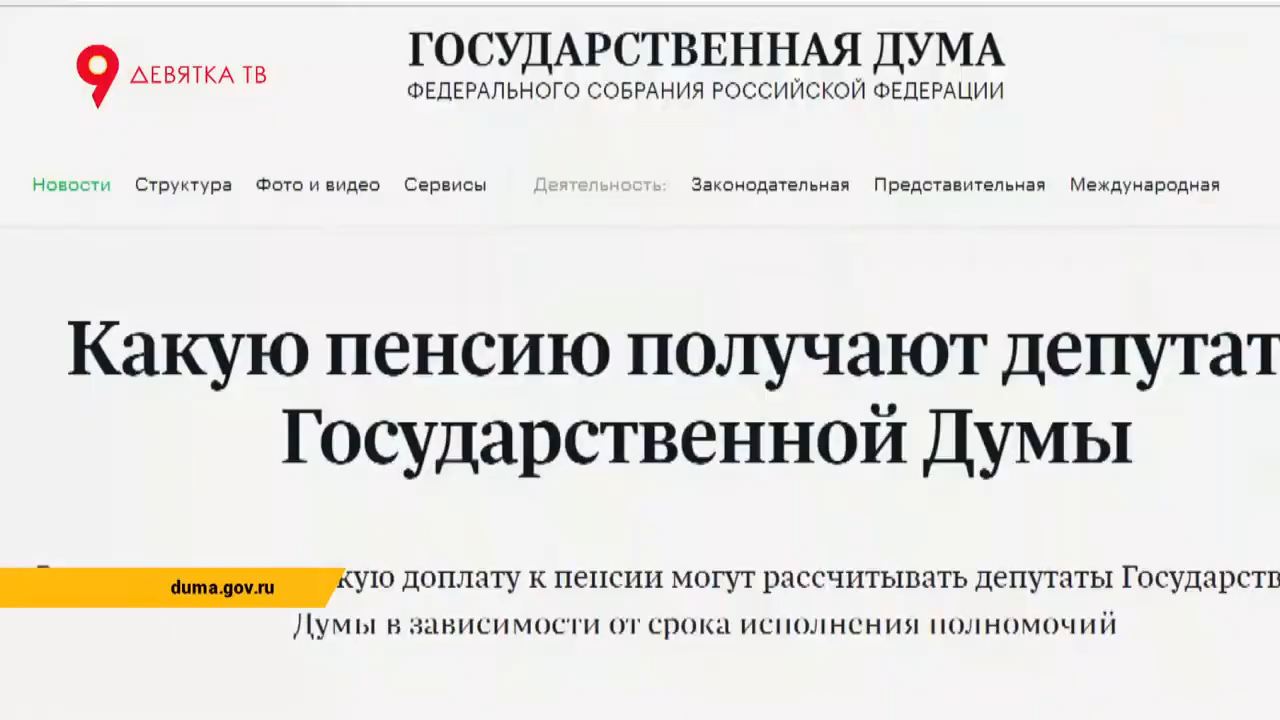 ГОСУДАРСТВЕННАЯ ДУМА
9 ДЕВЯТКА ТВ
ФЕДЕРАЛЬНОГО СОБРАНИЯ РОССИЙСКОЙ ФЕДЕРАЦИИ
Новости Структура Фото и видео Сервисы Деятельность: Законодательная Представительная Международная
Какую пенсию получают депутат
Государственной Думы
кую доплату к пенсии могут рассчитывать депутаты Государств
duma.gov.ru
Думы в зависимости от срока исполнения полномочий